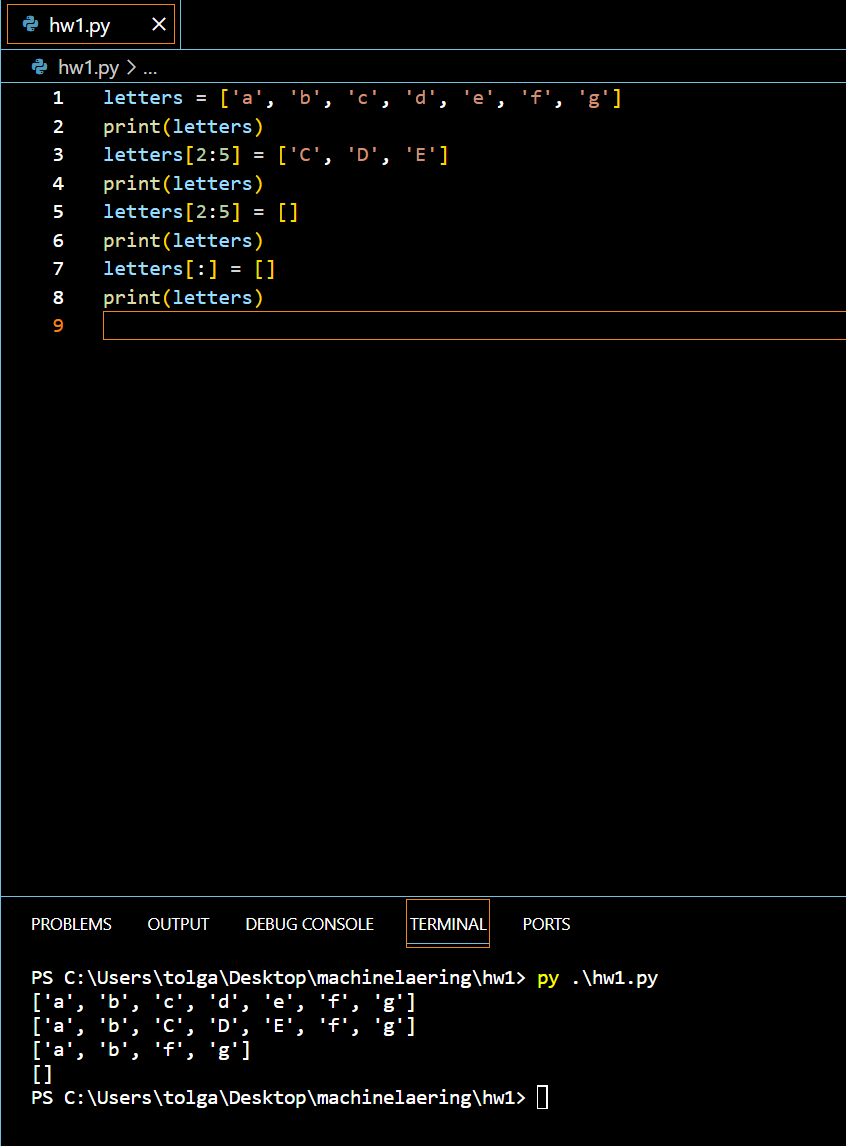 hw1.py
hw1.py > ...
1 letters = ['a', 'b', 'c', 'd', 'e', 'f', 'g']
2 print(letters)
3 letters[2:5] = ['C', 'D', 'E']
4 print(letters)
5 letters[2:5] = []
6 print(letters)
7 letters[:] = []
8 print(letters)
9
PROBLEMS OUTPUT DEBUG CONSOLE TERMINAL PORTS
PS C:\Users\tolga\Desktop\machinelaering\hw1> py .\hw1.py
['a', 'b', 'c', 'd', 'e', 'f', 'g']
['a', 'b', 'C', 'D', 'E', 'f', 'g']
['a', 'b', 'f', 'g']
[]
PS C:\Users\tolga\Desktop\machinelaering\hw1>